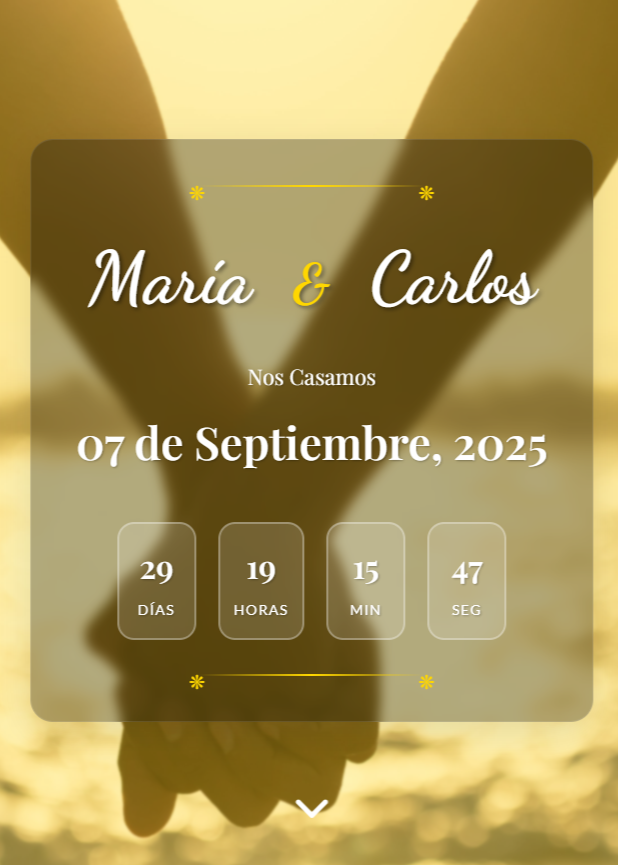 María & Carlos
Nos Casamos
07 de Septiembre, 2025
29 19 15 47
DÍAS HORAS MIN SEG